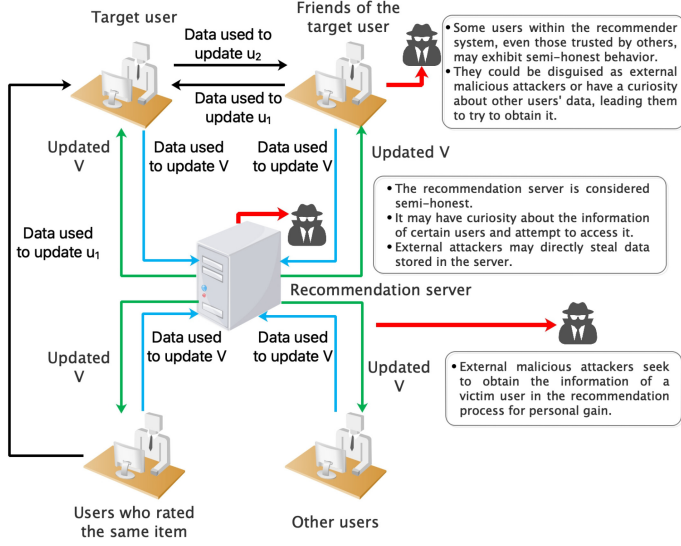 Target user
Friends of the
target user
Data used to
update u₂
Data used to
update u₁
• Some users within the recommender
system, even those trusted by others,
may exhibit semi-honest behavior.
• They could be disguised as external
malicious attackers or have a curiosity
about other users' data, leading them
to try to obtain it.
Updated
V
Data used
to update V
Data used
to update V
Updated V
• The recommendation server is considered
semi-honest.
• It may have curiosity about the information
of certain users and attempt to access it.
• External attackers may directly steal data
stored in the server.
Data used
to update u₁
Recommendation server
Updated
V
Data used
to update V
Data used
to update V
Updated
V
• External malicious attackers seek
to obtain the information of a
victim user in the recommendation
process for personal gain.
Users who rated
the same item
Other users